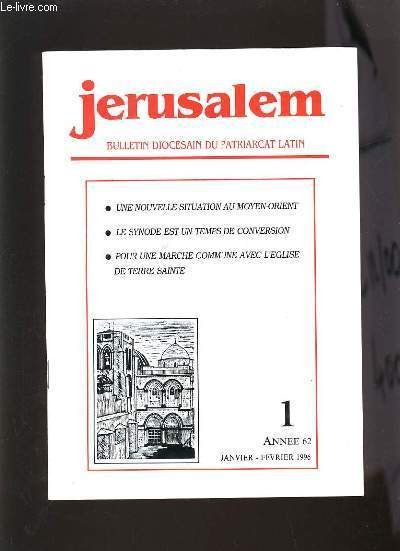 LE-LIVRE.COM
jerusalem
BULLETIN DIOCESAIN DU PATRIARCAT LATIN
• UNE NOUVELLE SITUATION AU MOYEN-ORIENT
• LE SYNODE EST UN TEMPS DE CONVERSION
• POUR UNE MARCHE COMMUNE AVEC L'EGLISE
DE TERRE SAINTE
1
ANNEE 62
JANVIER - FEVRIER 1996